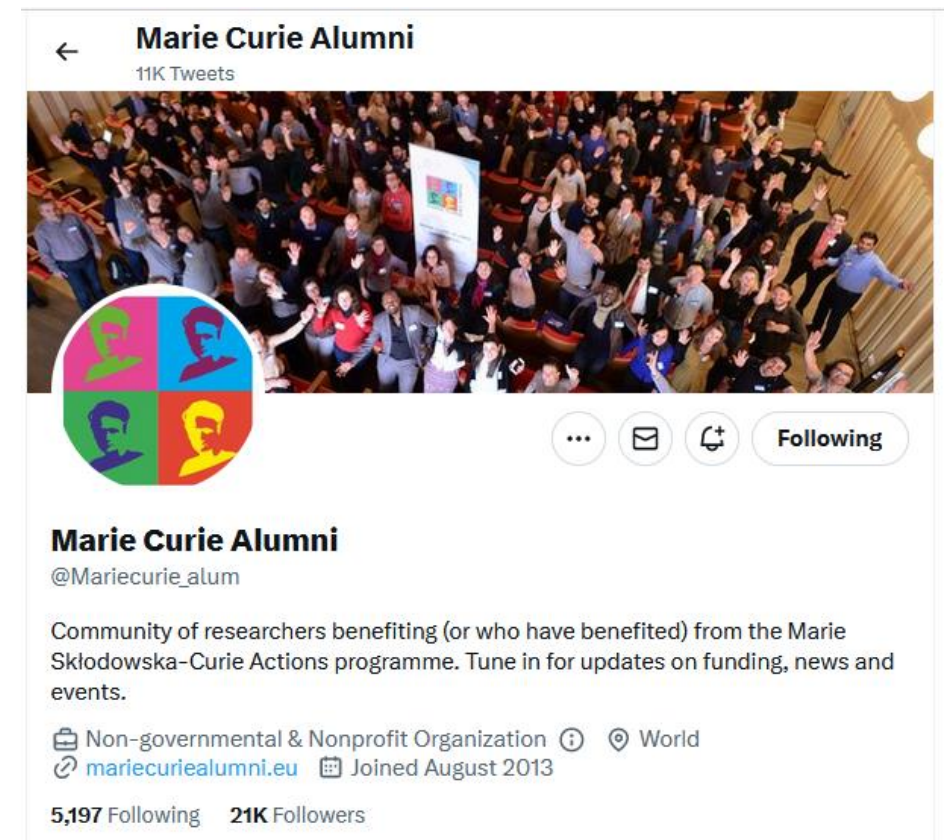 Marie Curie Alumni
11K Tweets
Following
Marie Curie Alumni
@Mariecurie_alum
Community of researchers benefiting (or who have benefited) from the Marie
Skłodowska-Curie Actions programme. Tune in for updates on funding, news and
events.
Non-governmental & Nonprofit Organization World
mariecuriealumni.eu Joined August 2013
5,197 Following 21K Followers